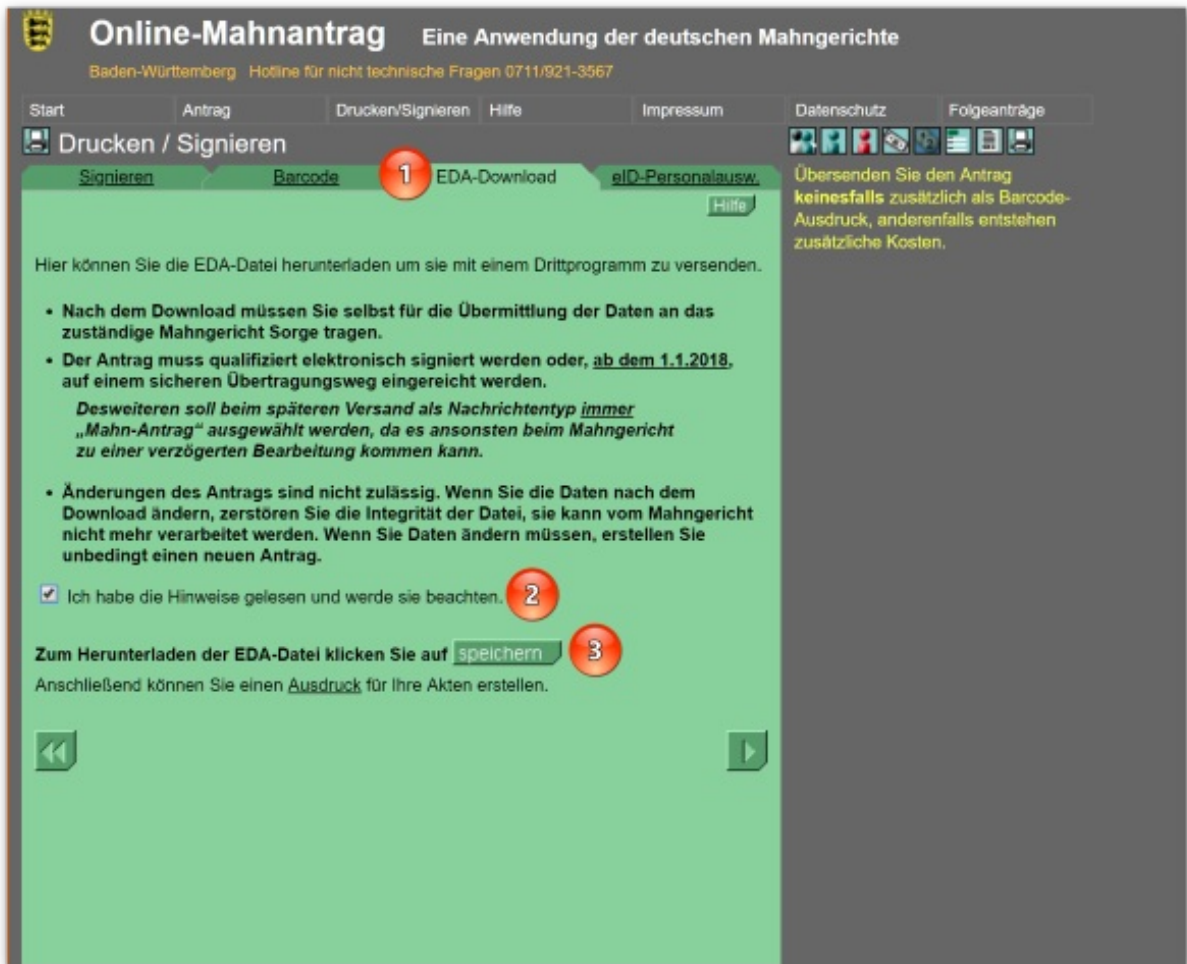 Online-Mahnantrag Eine Anwendung der deutschen Mahngerichte
Baden-Württemberg Hotline für nicht technische Fragen 0711/921-3567
Start Antrag Drucken/Signieren Hilfe Impressum Datenschutz Folgeanträge
Drucken / Signieren
Signieren Barcode 1 EDA-Download eID-Personalausw.
Hilfe
Hier können Sie die EDA-Datei herunterladen um sie mit einem Drittprogramm zu versenden.
• Nach dem Download müssen Sie selbst für die Übermittlung der Daten an das
zuständige Mahngericht Sorge tragen.
• Der Antrag muss qualifiziert elektronisch signiert werden oder, ab dem 1.1.2018,
auf einem sicheren Übertragungsweg eingereicht werden.
Desweiteren soll beim späteren Versand als Nachrichtentyp immer
„Mahn-Antrag“ ausgewählt werden, da es ansonsten beim Mahngericht
zu einer verzögerten Bearbeitung kommen kann.
• Änderungen des Antrags sind nicht zulässig. Wenn Sie die Daten nach dem
Download ändern, zerstören Sie die Integrität der Datei, sie kann vom Mahngericht
nicht mehr verarbeitet werden. Wenn Sie Daten ändern müssen, erstellen Sie
unbedingt einen neuen Antrag.
Ich habe die Hinweise gelesen und werde sie beachten. 2
Zum Herunterladen der EDA-Datei klicken Sie auf speichern 3
Anschließend können Sie einen Ausdruck für Ihre Akten erstellen.
Übersenden Sie den Antrag
keinesfalls zusätzlich als Barcode-
Ausdruck, anderenfalls entstehen
zusätzliche Kosten.